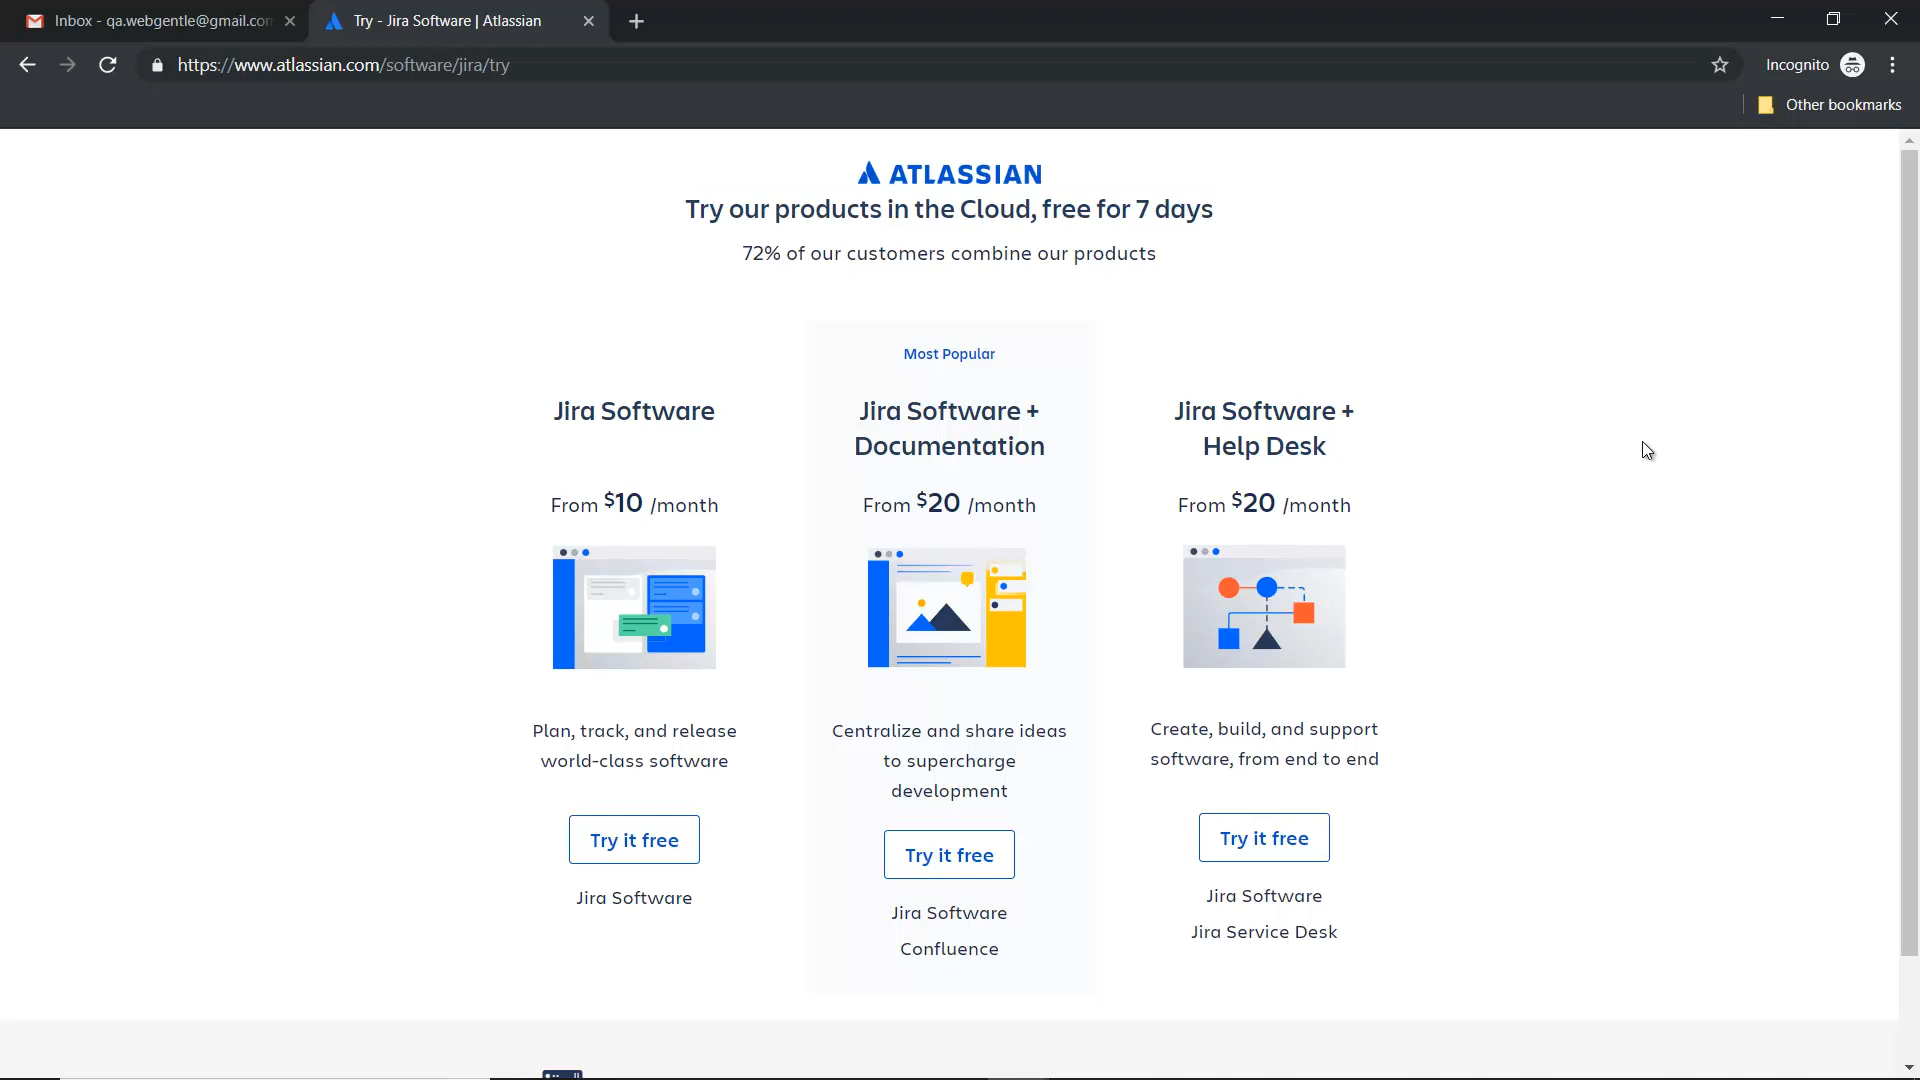 Inbox - qa.webgentle@gmail.co
Try - Jira Software | Atlassian
https://www.atlassian.com/software/jira/try
Incognito
Other bookmarks
ATLASSIAN
Try our products in the Cloud, free for 7 days
72% of our customers combine our products
Most Popular
Jira Software
From $10 /month
Plan, track, and release
world-class software
Try it free
Jira Software
Jira Software +
Documentation
From $20 /month
Centralize and share ideas
to supercharge
development
Try it free
Jira Software
Confluence
Jira Software +
Help Desk
From $20 /month
Create, build, and support
software, from end to end
Try it free
Jira Software
Jira Service Desk